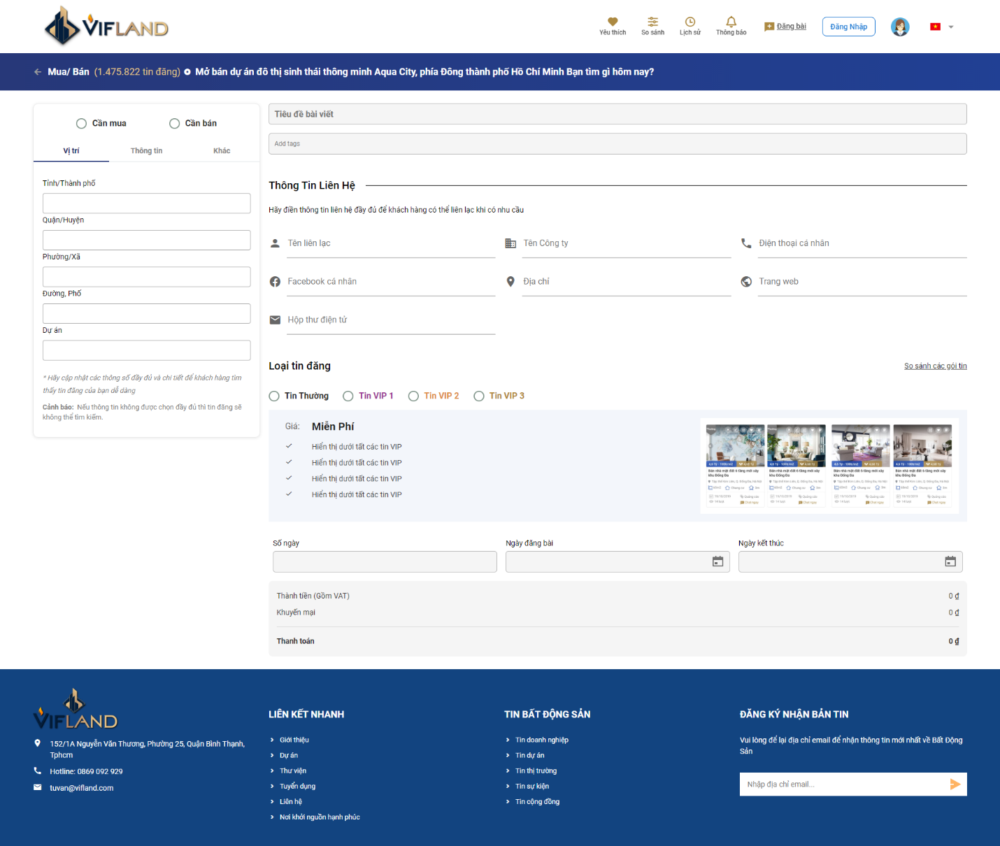 VIFLAND
Yêu thích
So sánh
Lịch sử
Thông báo
Đăng bài
Đăng Nhập
Mua/ Bán (1.475.822 tin đăng) Mở bán dự án đô thị sinh thái thông minh Aqua City, phía Đông thành phố Hồ Chí Minh Bạn tìm gì hôm nay?
Cần mua
Cần bán
Vị trí
Thông tin
Khác
Tỉnh/Thành phố
Quận/Huyện
Phường/Xã
Đường, Phố
Dự án
* Hãy cập nhật các thông số đầy đủ và chi tiết để khách hàng tìm
thấy tin đăng của bạn dễ dàng
Cảnh báo: Nếu thông tin không được chọn đầy đủ thì tin đăng sẽ
không thể tìm kiếm.
Tiêu đề bài viết
Add tags
Thông Tin Liên Hệ
Hãy điền thông tin liên hệ đầy đủ để khách hàng có thể liên lạc khi có nhu cầu
Tên liên lạc
Tên Công ty
Điện thoại cá nhân
Facebook cá nhân
Địa chỉ
Trang web
Hộp thư điện tử
Loại tin đăng
So sánh các gói tin
Tin Thường
Tin VIP 1
Tin VIP 2
Tin VIP 3
Giá: Miễn Phí
Hiển thị dưới tất các tin VIP
Hiển thị dưới tất các tin VIP
Hiển thị dưới tất các tin VIP
Hiển thị dưới tất các tin VIP
Số ngày
Ngày đăng bài
Ngày kết thúc
Thành tiền (Gồm VAT) 0 ₫
Khuyến mại 0 ₫
Thanh toán 0 ₫
VIFLAND
152/1A Nguyễn Văn Thương, Phường 25, Quận Bình Thạnh,
Tphcm
Hotline: 0869 092 929
tuvan@vifland.com
LIÊN KẾT NHANH
Giới thiệu
Dự án
Thư viện
Tuyển dụng
Liên hệ
Nơi khởi nguồn hạnh phúc
TIN BẤT ĐỘNG SẢN
Tin doanh nghiệp
Tin dự án
Tin thị trường
Tin sự kiện
Tin cộng đồng
ĐĂNG KÝ NHẬN BẢN TIN
Vui lòng để lại địa chỉ email để nhận thông tin mới nhất về Bất Động
Sản
Nhập địa chỉ email...